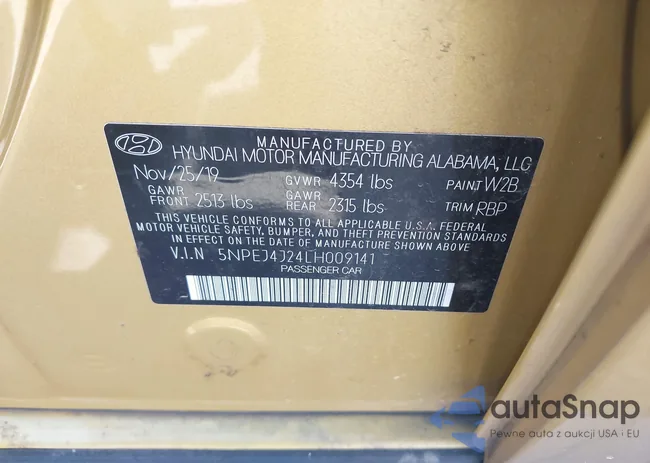 MANUFACTURED BY
HYUNDAI MOTOR MANUFACTURING ALABAMA, LLC
Nov/25/19 GVWR 4354 lbs PAINT W2B
GAWR FRONT 2513 lbs GAWR REAR 2315 lbs TRIM RBP
THIS VEHICLE CONFORMS TO ALL APPLICABLE U.S.A. FEDERAL
MOTOR VEHICLE SAFETY, BUMPER, AND THEFT PREVENTION STANDARDS
IN EFFECT ON THE DATE OF MANUFACTURE SHOWN ABOVE
V.I.N 5NPEJ4J24LH009141
PASSENGER CAR
autaSnap
Pewne auta z aukcji USA i EU